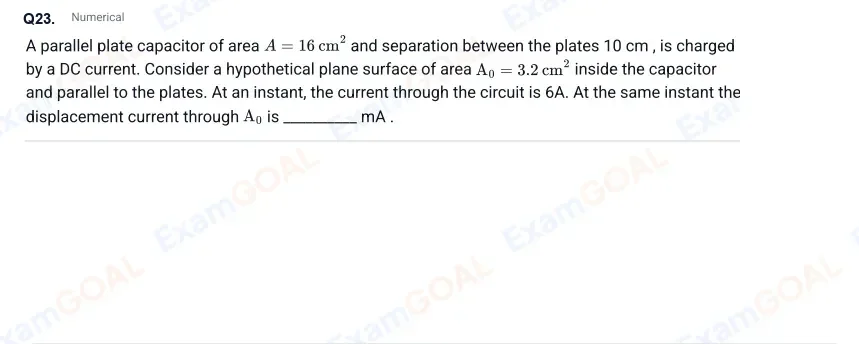 Q23. Numerical
A parallel plate capacitor of area A = 16 cm² and separation between the plates 10 cm , is charged
by a DC current. Consider a hypothetical plane surface of area A₀ = 3.2 cm² inside the capacitor
and parallel to the plates. At an instant, the current through the circuit is 6A. At the same instant the
displacement current through A₀ is ________ mA .
ExamGOAL ExamGOAL
ExamGOAL ExamGOAL ExamGOAL